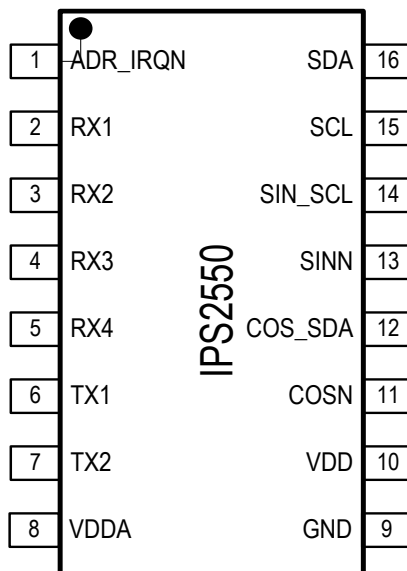 1 ADR_IRQN SDA 16
2 RX1 SCL 15
3 RX2 SIN_SCL 14
4 RX3 SINN 13
5 RX4 COS_SDA 12
6 TX1 COSN 11
7 TX2 VDD 10
8 VDDA GND 9
IPS2550